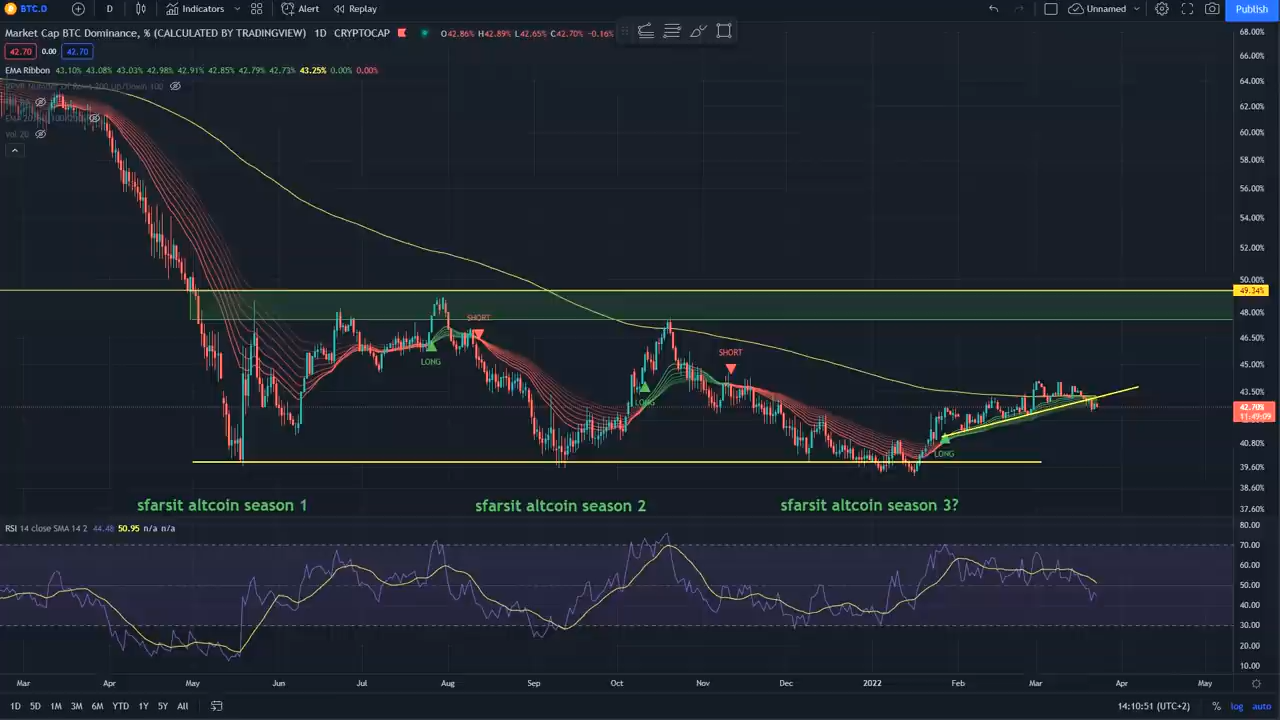 BTC.D D Indicators Alert Replay Unnamed Publish
Market Cap BTC Dominance, % (CALCULATED BY TRADINGVIEW) 1D CRYPTOCAP O42.86% H42.89% L42.65% C42.70% -0.16%
42.70 0.00 42.70
EMA Ribbon 43.10% 43.08% 43.03% 42.98% 42.91% 42.85% 42.79% 42.73% 43.25% 0.00% 0.00%
Vol 20
68.00%
66.00%
64.00%
62.00%
60.00%
58.00%
56.00%
54.00%
52.00%
50.00%
49.34%
48.00%
46.50%
45.00%
43.50%
42.70%
11:49:09
40.80%
39.60%
38.60%
37.60%
SHORT
LONG
LONG
SHORT
LONG
sfarsit altcoin season 1 sfarsit altcoin season 2 sfarsit altcoin season 3?
RSI 14 close SMA 14 2 44.48 50.95 n/a n/a
80.00
70.00
60.00
50.00
40.00
30.00
20.00
10.00
Mar Apr May Jun Jul Aug Sep Oct Nov Dec 2022 Feb Mar Apr May
1D 5D 1M 3M 6M YTD 1Y 5Y All 14:10:51 (UTC+2) % log auto